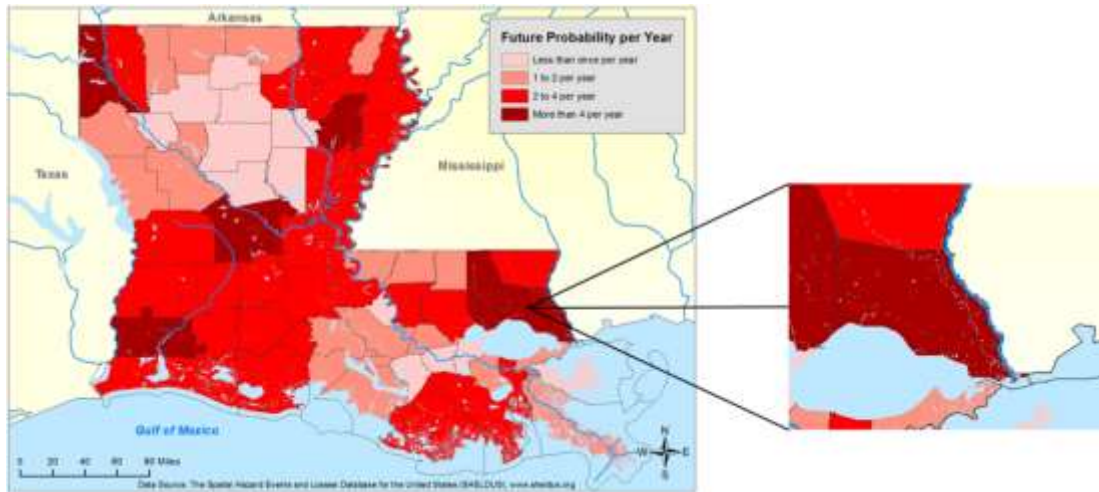 Arkansas
Future Probability per Year
Less than once per year
1 to 2 per year
2 to 4 per year
More than 4 per year
Texas
Mississippi
Gulf of Mexico
N
W E
S
0 20 40 60 80 Miles
Data Source: The Spatial Hazard Events and Losses Database for the United States (SHELDUS), www.sheldus.org